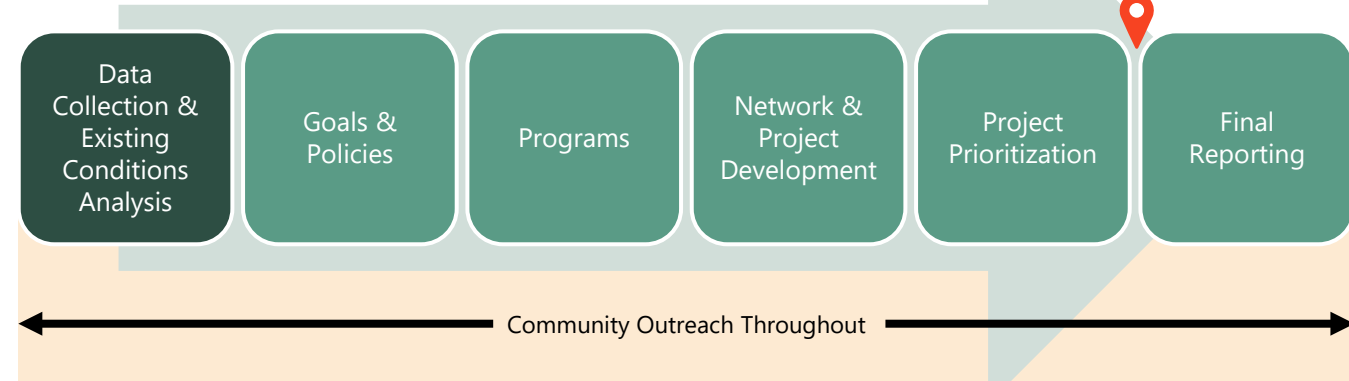 Data
Collection &
Existing
Conditions
Analysis
Goals &
Policies
Programs
Network &
Project
Development
Project
Prioritization
Final
Reporting
Community Outreach Throughout